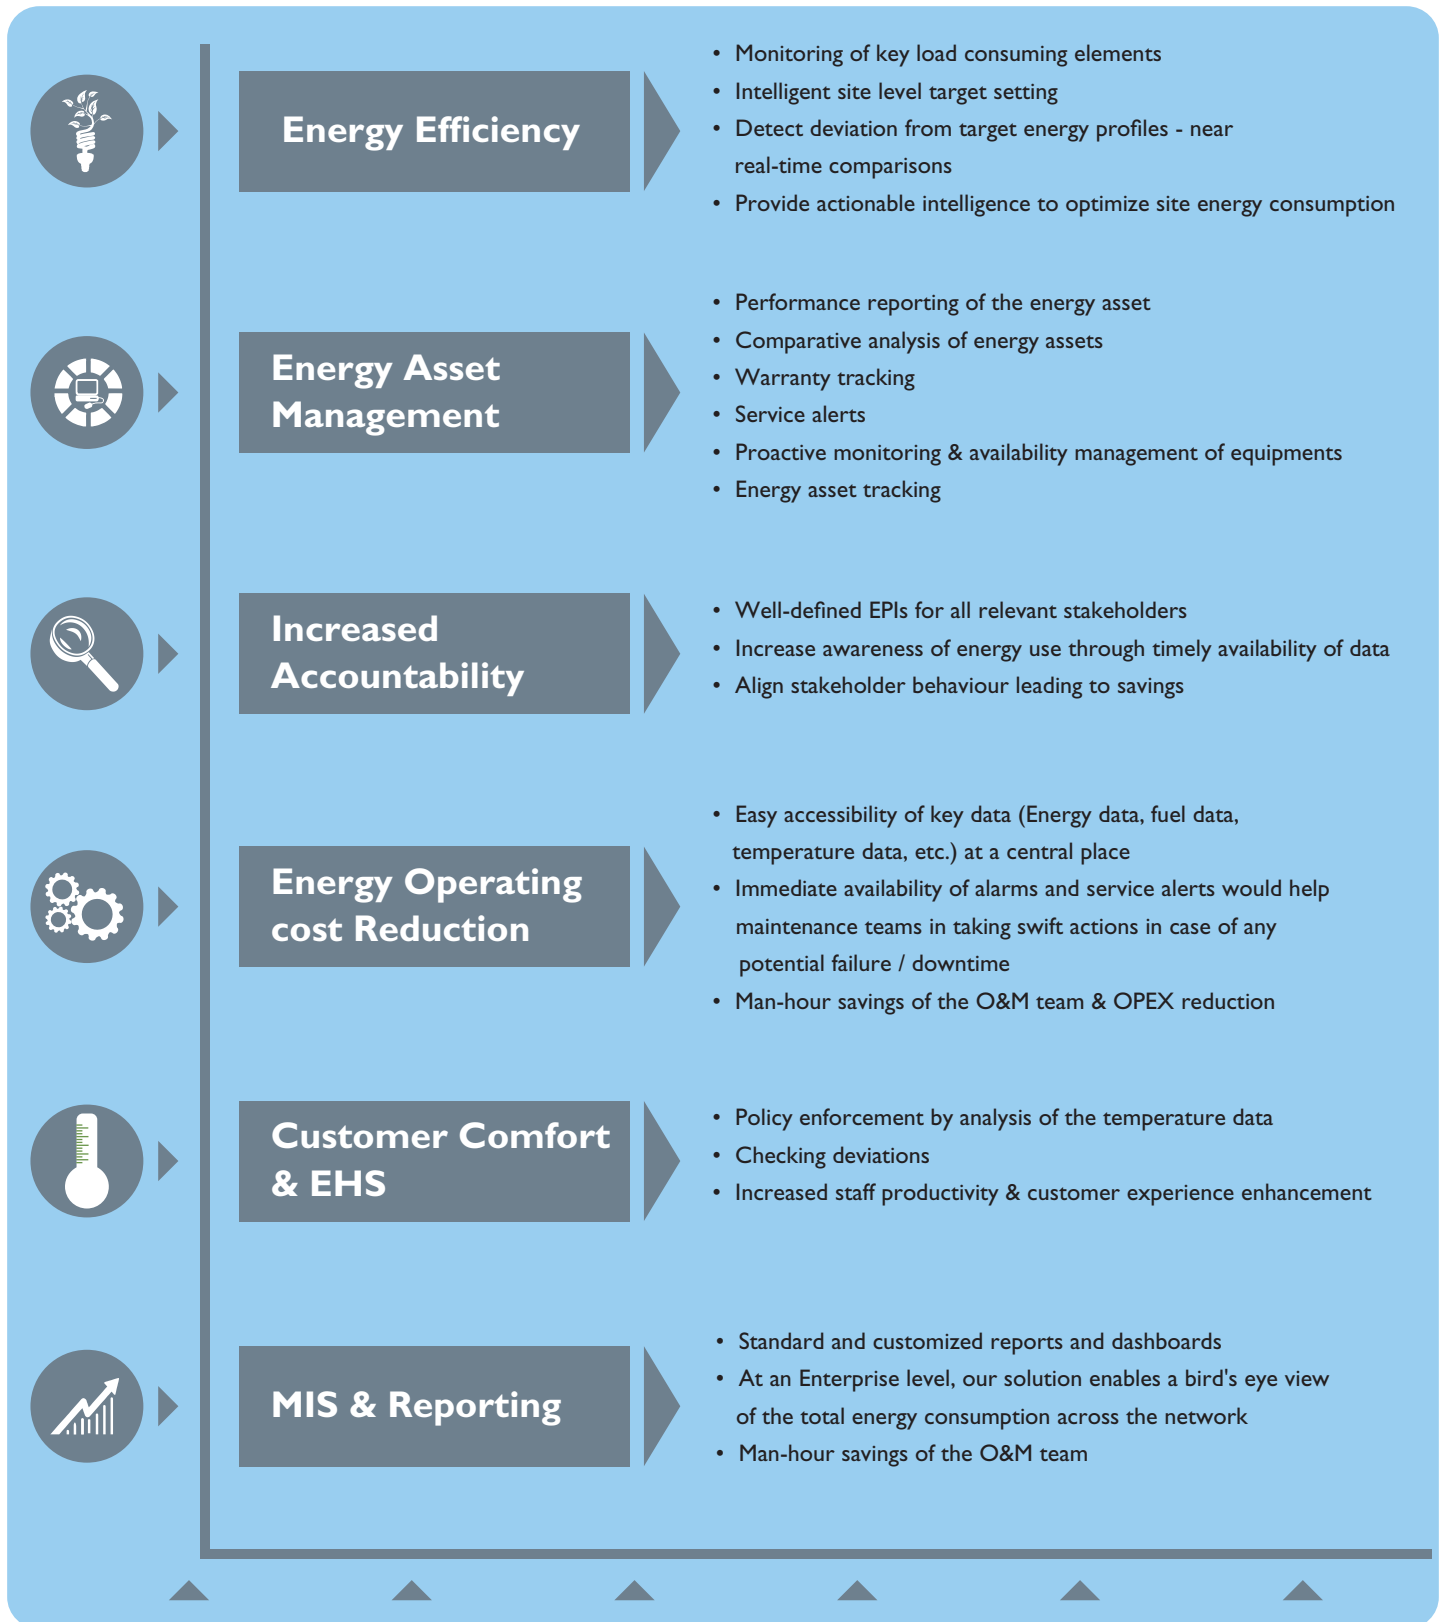 Energy Efficiency
• Monitoring of key load consuming elements
• Intelligent site level target setting
• Detect deviation from target energy profiles - near
real-time comparisons
• Provide actionable intelligence to optimize site energy consumption
Energy Asset
Management
• Performance reporting of the energy asset
• Comparative analysis of energy assets
• Warranty tracking
• Service alerts
• Proactive monitoring & availability management of equipments
• Energy asset tracking
Increased
Accountability
• Well-defined EPIs for all relevant stakeholders
• Increase awareness of energy use through timely availability of data
• Align stakeholder behaviour leading to savings
Energy Operating
cost Reduction
• Easy accessibility of key data (Energy data, fuel data,
temperature data, etc.) at a central place
• Immediate availability of alarms and service alerts would help
maintenance teams in taking swift actions in case of any
potential failure / downtime
• Man-hour savings of the O&M team & OPEX reduction
Customer Comfort
& EHS
• Policy enforcement by analysis of the temperature data
• Checking deviations
• Increased staff productivity & customer experience enhancement
MIS & Reporting
• Standard and customized reports and dashboards
• At an Enterprise level, our solution enables a bird's eye view
of the total energy consumption across the network
• Man-hour savings of the O&M team